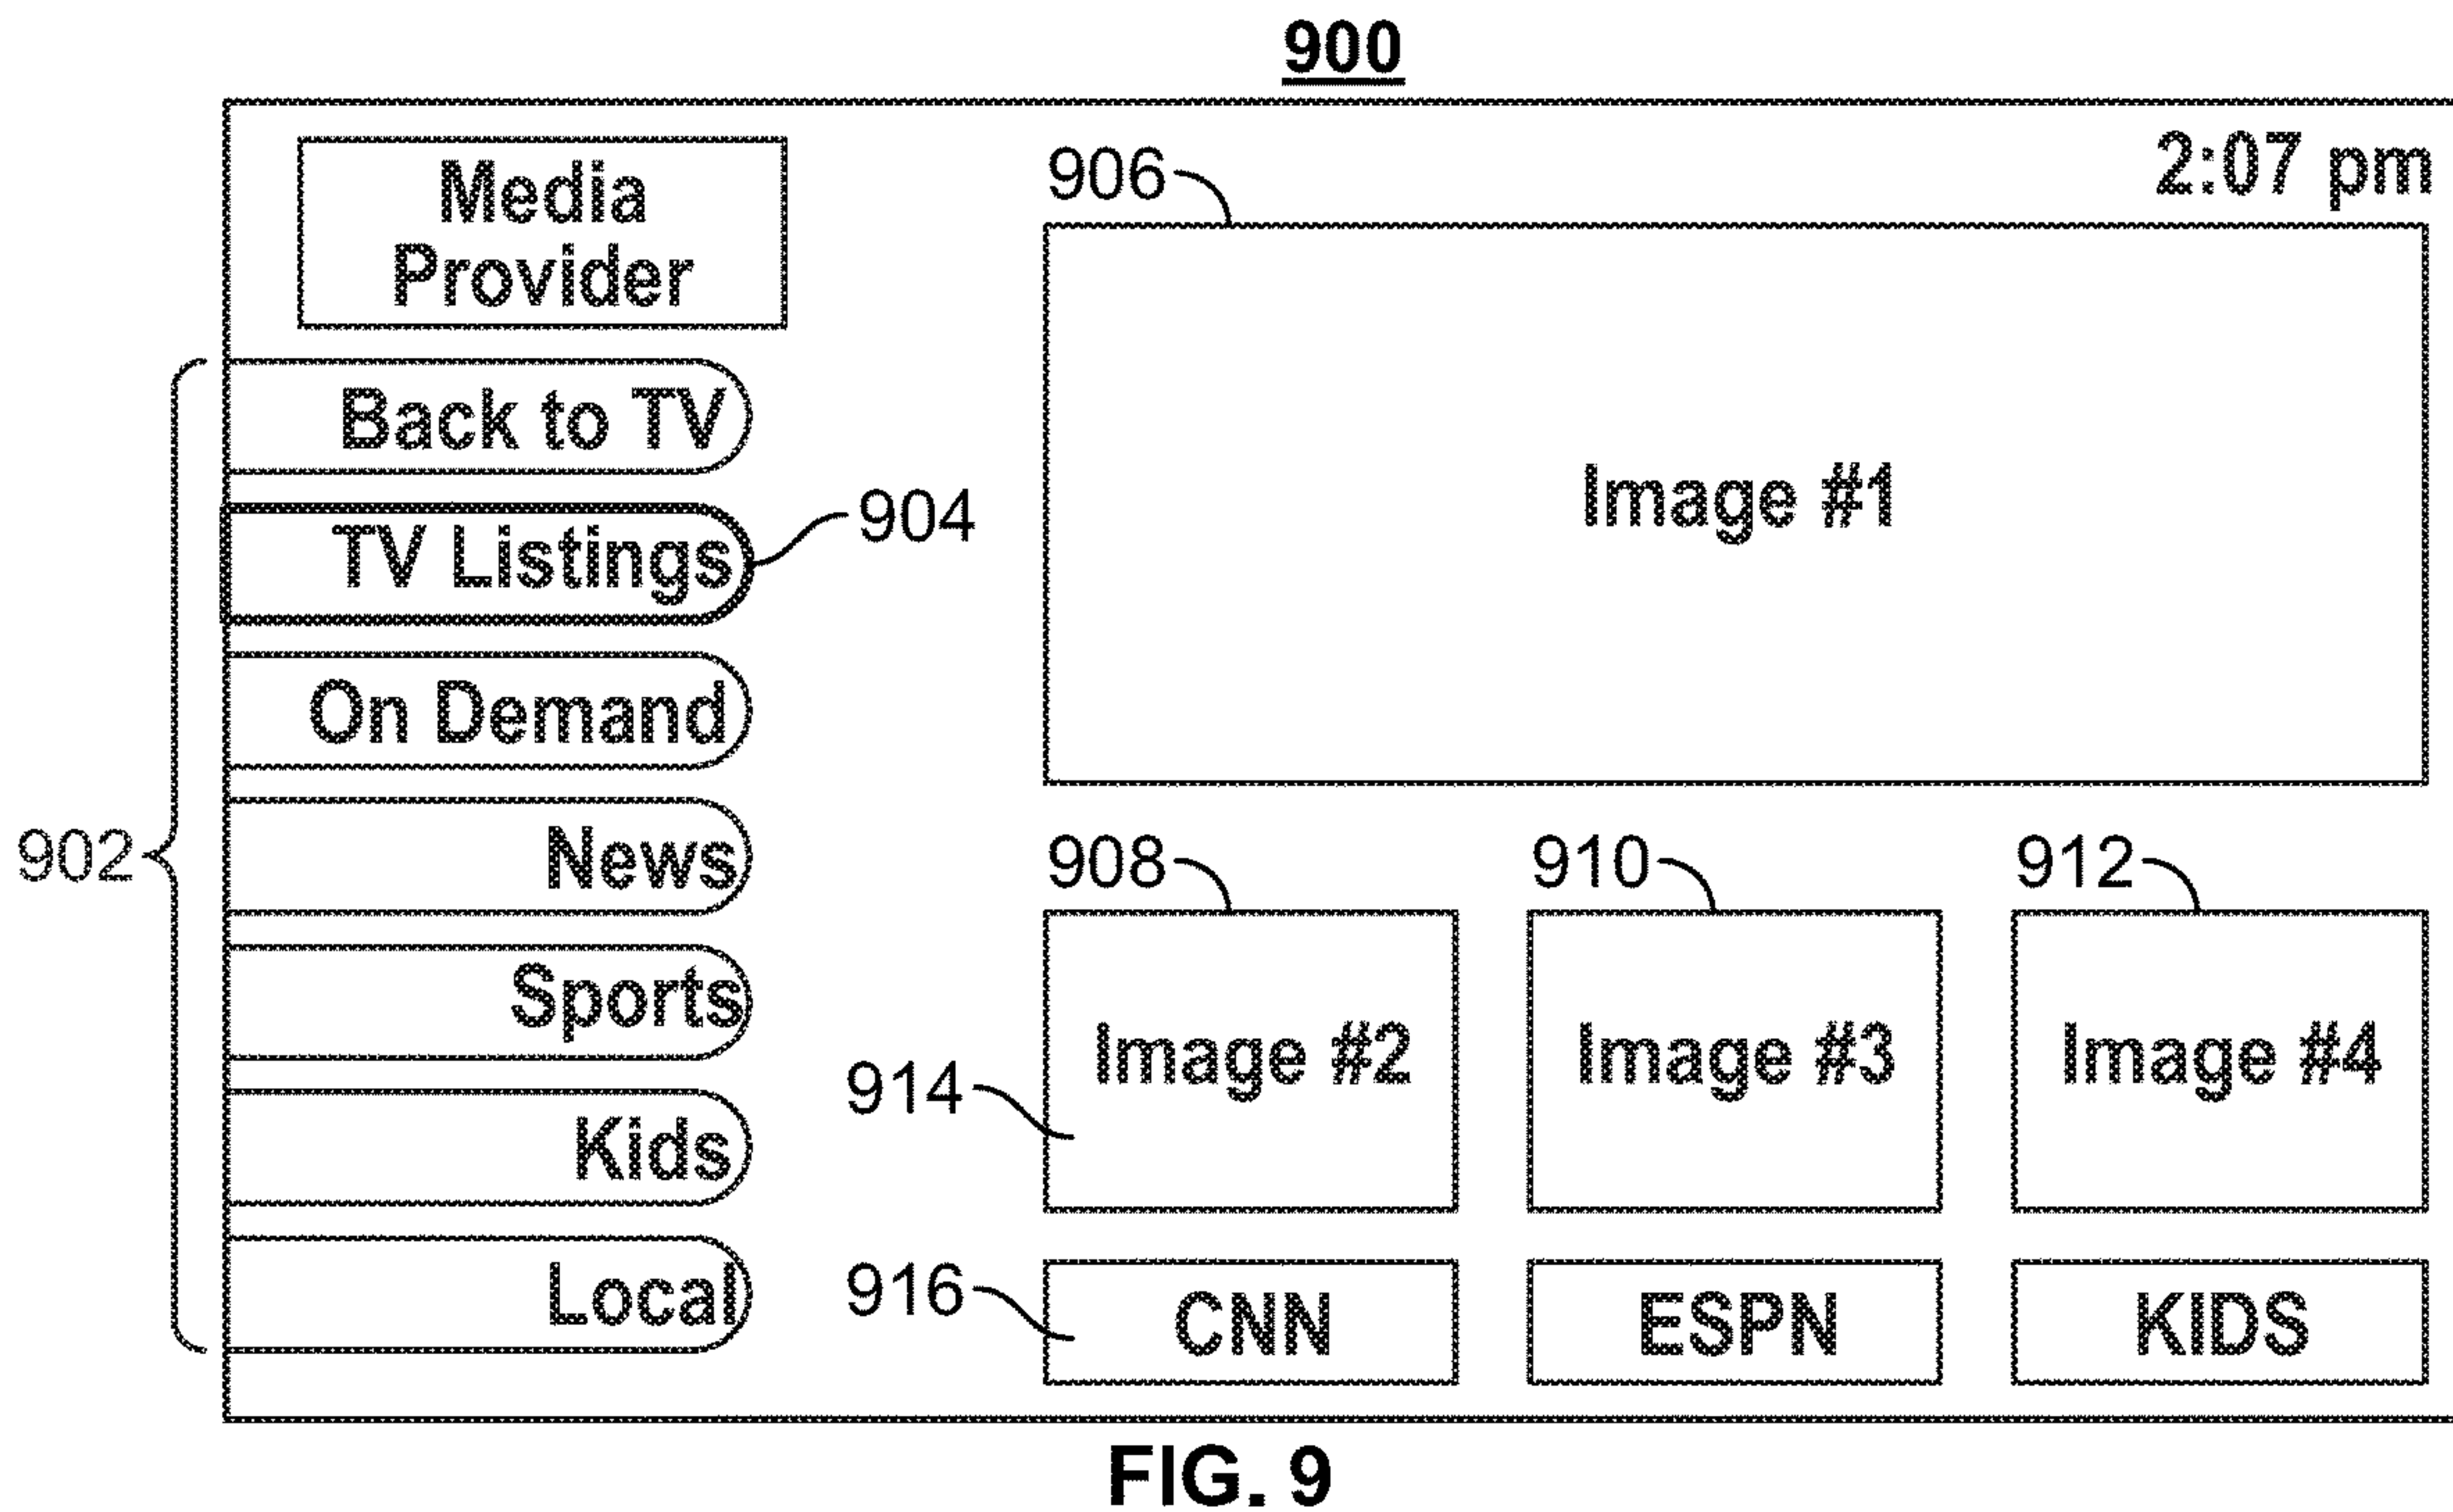 900
2:07 pm
Media
Provider
906
Image #1
902
Back to TV
TV Listings
904
On Demand
News
Sports
Kids
Local
908
910
912
Image #2
Image #3
Image #4
914
916
CNN
ESPN
KIDS
FIG. 9